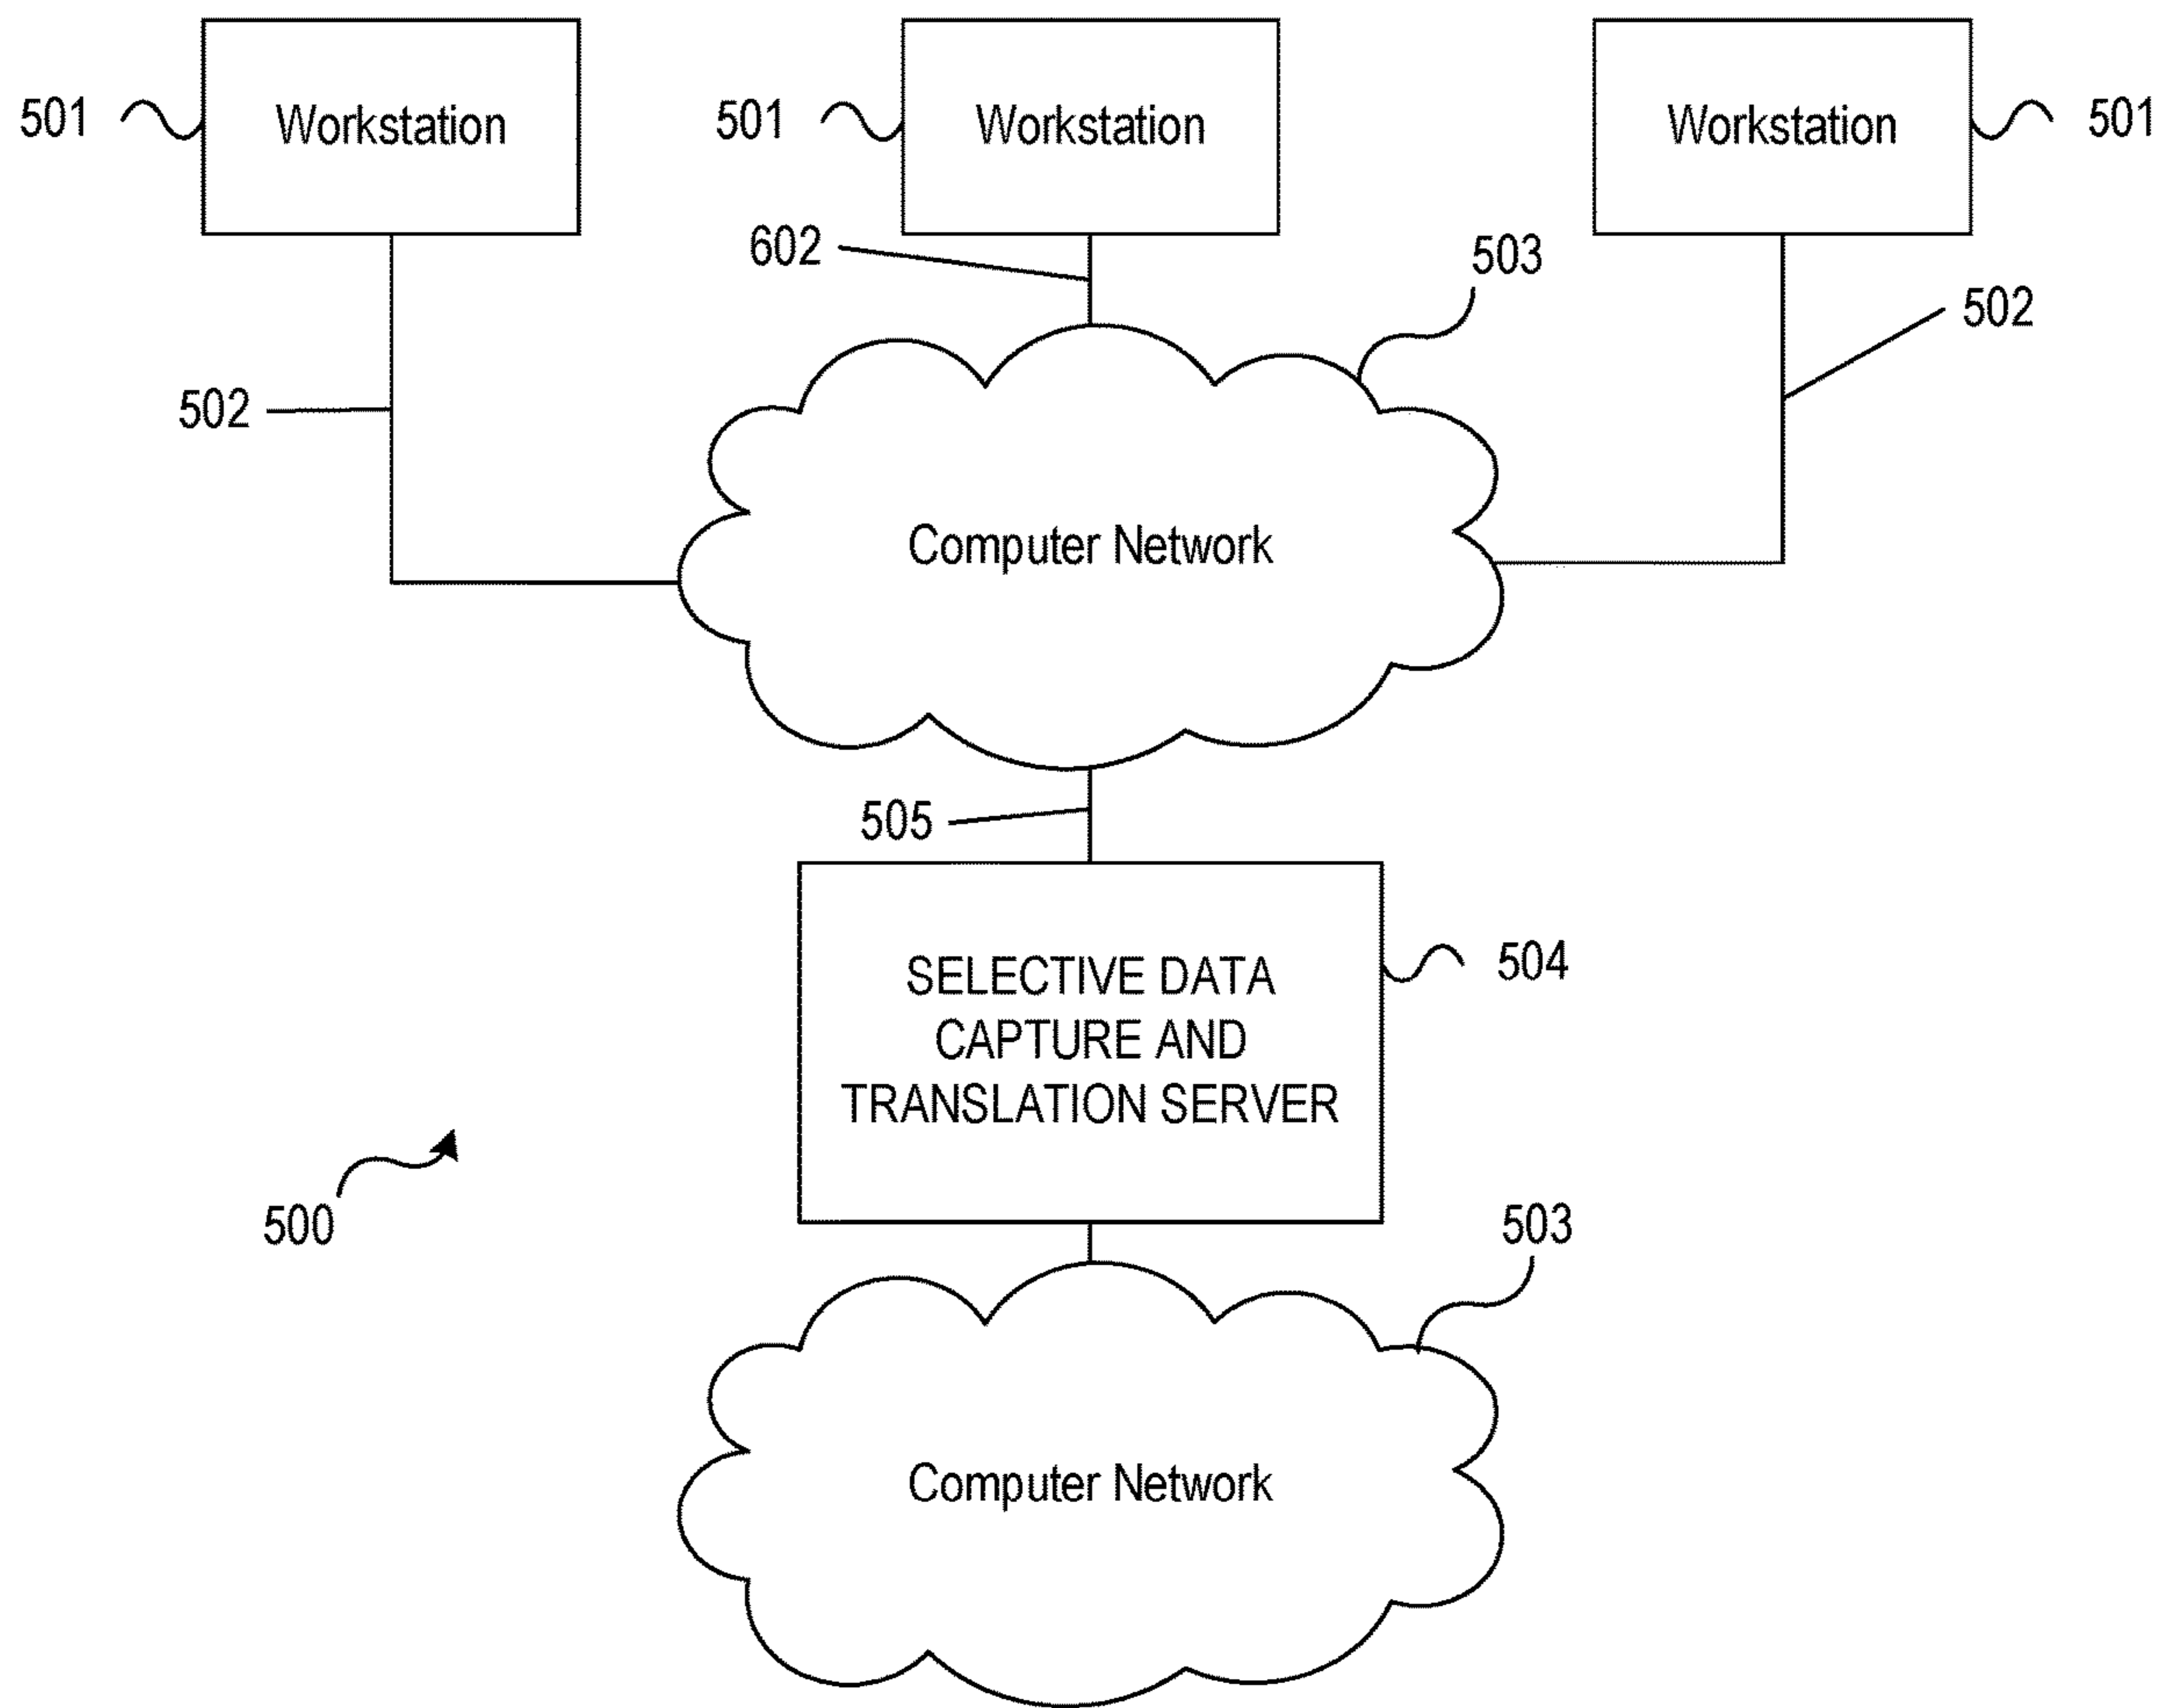 501
Workstation
501
Workstation
Workstation
501
602
503
502
502
Computer Network
505
SELECTIVE DATA
CAPTURE AND
TRANSLATION SERVER
504
500
503
Computer Network